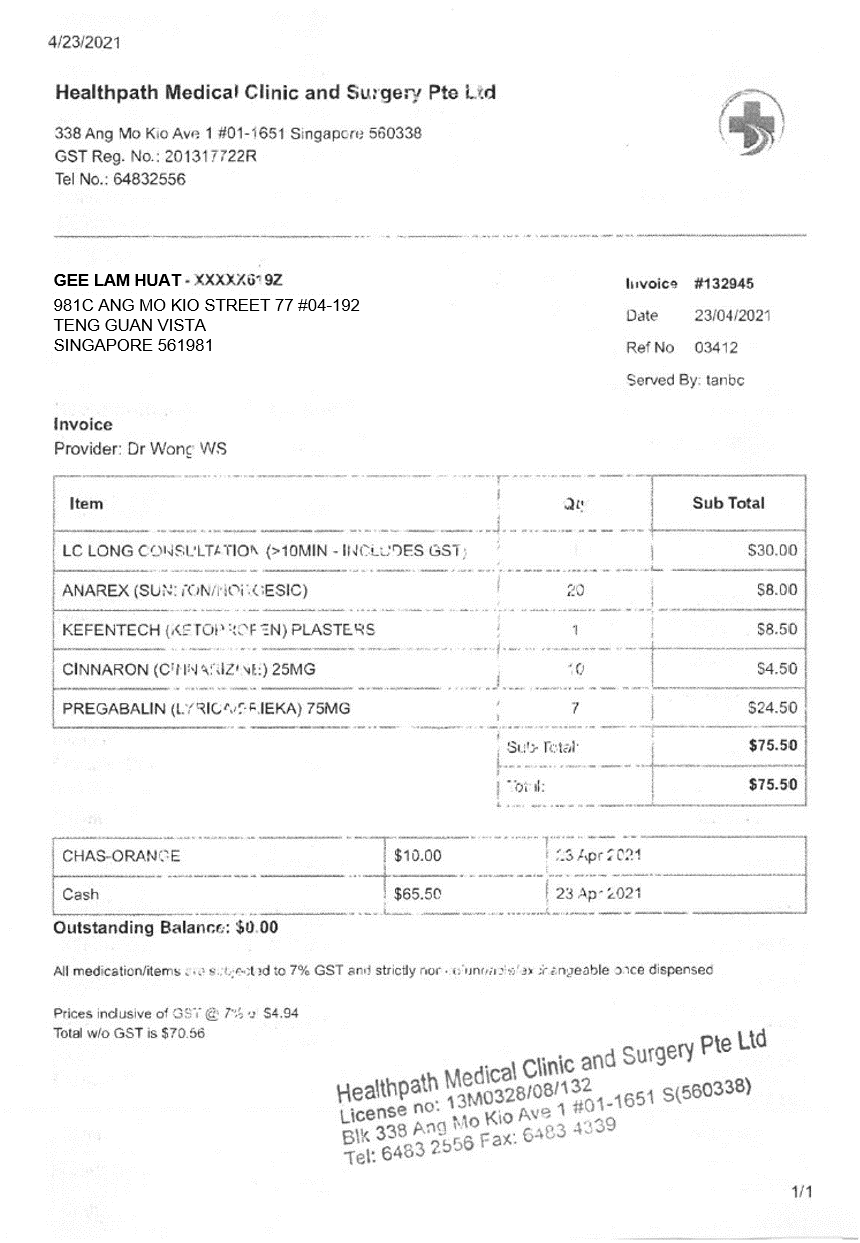 4/23/2021
Healthpath Medical Clinic and Surgery Pte Ltd
338 Ang Mo Kio Ave 1 #01-1651 Singapore 560338
GST Reg. No.: 201317722R
Tel No.: 64832556
GEE LAM HUAT - XXXXX619Z
981C ANG MO KIO STREET 77 #04-192
TENG GUAN VISTA
SINGAPORE 561981
Invoice #132945
Date 23/04/2021
Ref No 03412
Served By: tanbc
Invoice
Provider: Dr Wong WS
Item Qty Sub Total
LC LONG CONSULTATION (>10MIN - INCLUDES GST) $30.00
ANAREX (SUNTON/NORGESIC) 20 $8.00
KEFENTECH (KETOPROFEN) PLASTERS 1 $8.50
CINNARON (CINNARIZINE) 25MG 10 $4.50
PREGABALIN 75MG 7 $24.50
Sub-Total: $75.50
Total: $75.50
CHAS-ORANGE $10.00 23 Apr 2021
Cash $65.50 23 Apr 2021
Outstanding Balance: $0.00
All medication/items are subjected to 7% GST and strictly non-refundable/exchangeable once dispensed
Prices inclusive of GST @ 7% of $4.94
Total w/o GST is $70.56
Healthpath Medical Clinic and Surgery Pte Ltd
License no: 13M0328/08/132
Blk 338 Ang Mo Kio Ave 1 #01-1651 S(560338)
Tel: 6483 2556 Fax: 6483 4339
1/1